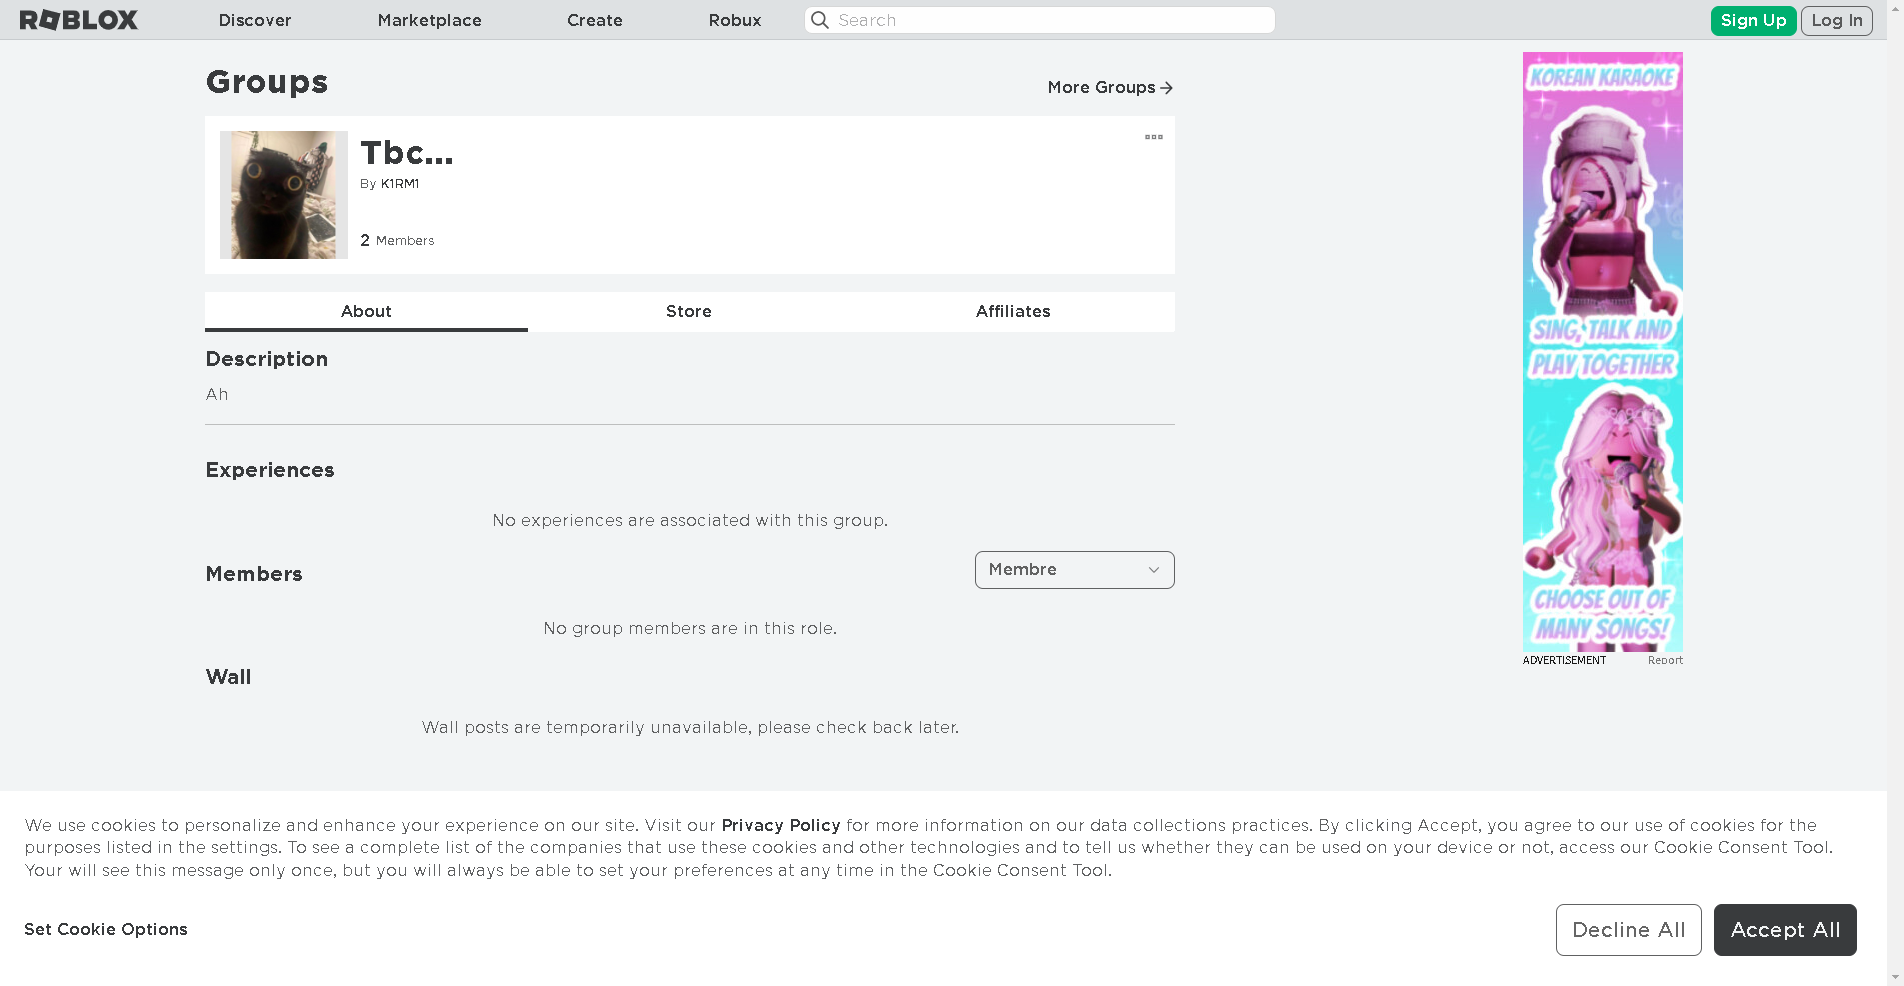 ROBLOX
Discover
Marketplace
Create
Robux
Search
Sign Up
Log In
Groups
More Groups
Tbc...
By K1RM1
2 Members
About
Store
Affiliates
Description
Ah
Experiences
No experiences are associated with this group.
Members
Membre
No group members are in this role.
Wall
Wall posts are temporarily unavailable, please check back later.
KOREAN KARAOKE
SING, TALK AND
PLAY TOGETHER
CHOOSE OUT OF
MANY SONGS!
ADVERTISEMENT
Report
We use cookies to personalize and enhance your experience on our site. Visit our Privacy Policy for more information on our data collections practices. By clicking Accept, you agree to our use of cookies for the
purposes listed in the settings. To see a complete list of the companies that use these cookies and other technologies and to tell us whether they can be used on your device or not, access our Cookie Consent Tool.
Your will see this message only once, but you will always be able to set your preferences at any time in the Cookie Consent Tool.
Set Cookie Options
Decline All
Accept All